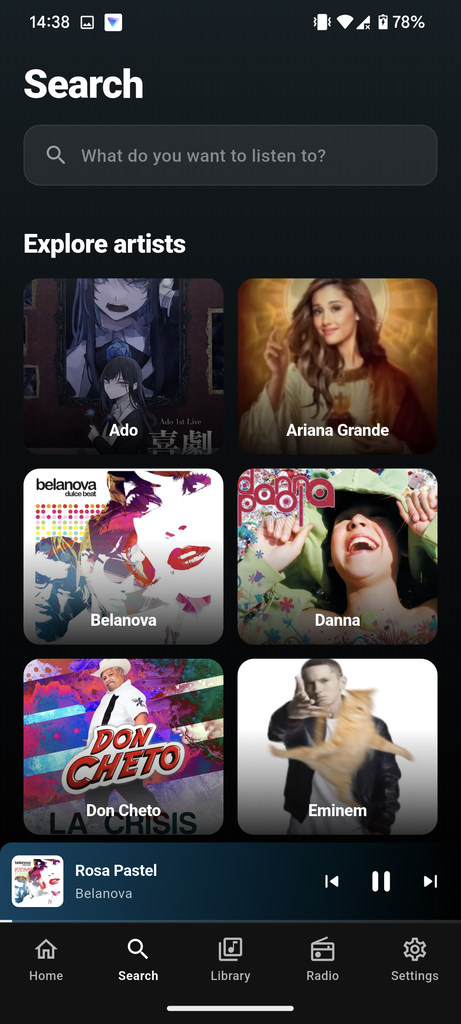 14:38
78%
Search
What do you want to listen to?
Explore artists
Ado 1st Live
喜劇
Ado
Ariana Grande
belanova
dulce beat
Belanova
Danna
Danna
DON
CHETO
LA CRISIS
Don Cheto
Eminem
Rosa Pastel
Belanova
Home
Search
Library
Radio
Settings